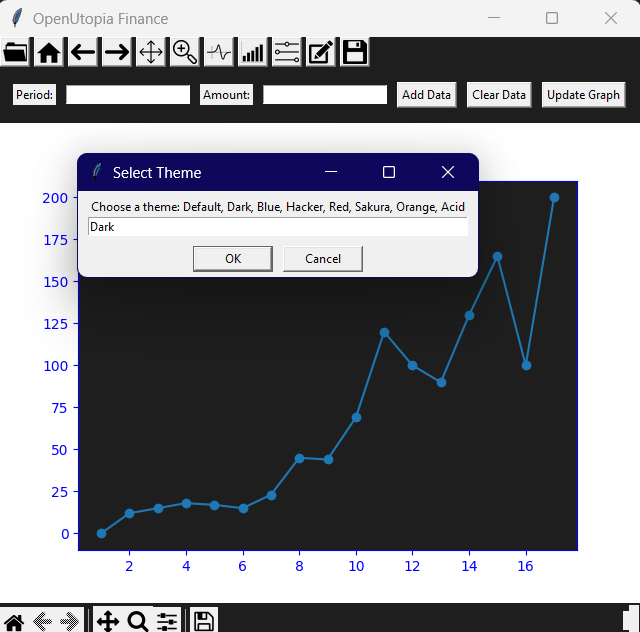 OpenUtopia Finance
Period: Amount: Add Data Clear Data Update Graph
Select Theme
Choose a theme: Default, Dark, Blue, Hacker, Red, Sakura, Orange, Acid
Dark
OK Cancel
200
175
150
125
100
75
50
25
0
2 4 6 8 10 12 14 16